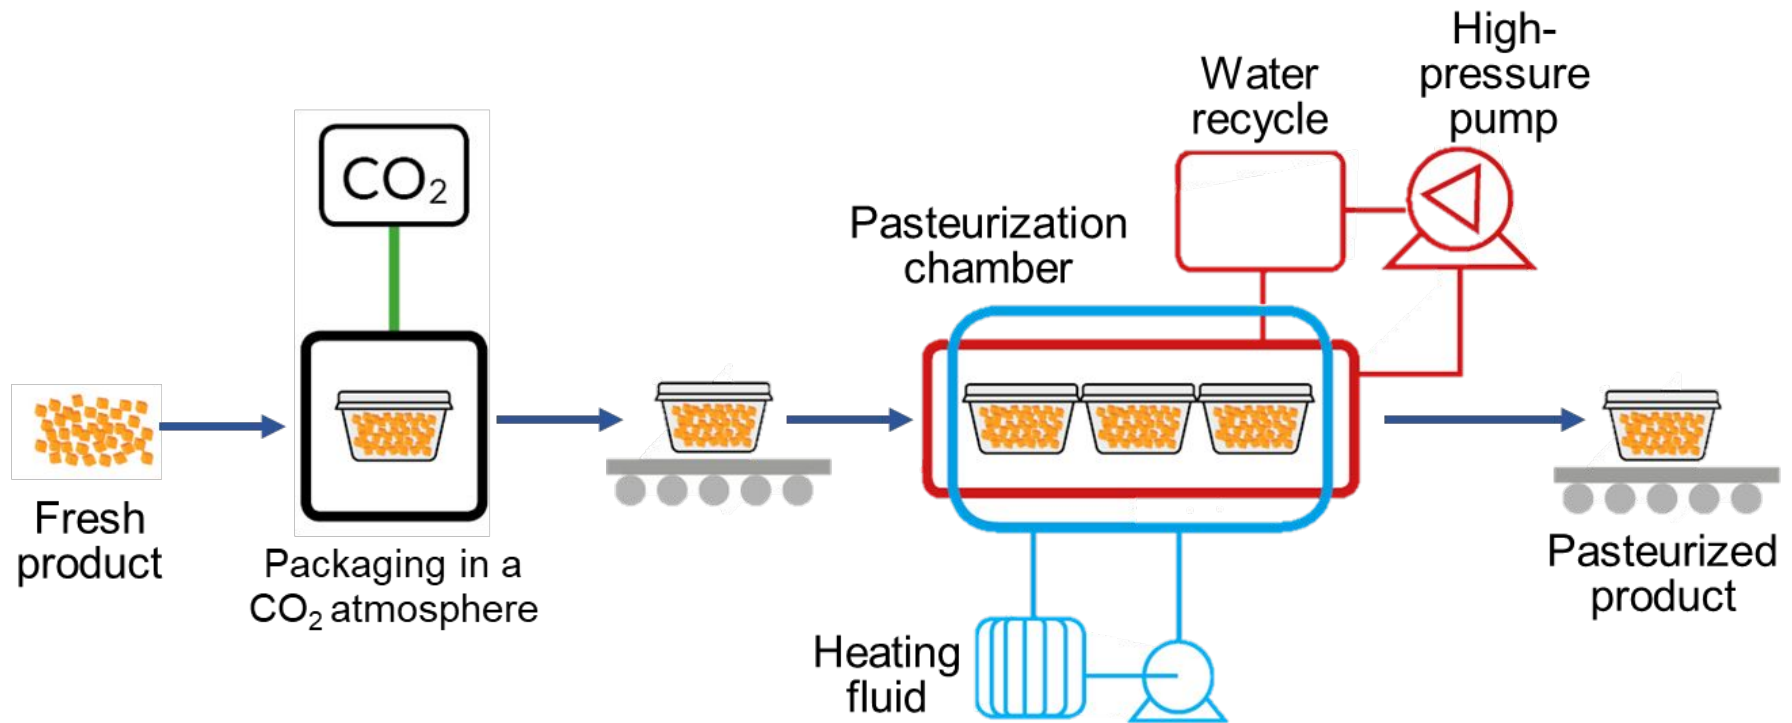 High-
pressure
pump
Water
recycle
CO₂
Pasteurization
chamber
Fresh
product
Packaging in a
CO₂ atmosphere
Heating
fluid
Pasteurized
product